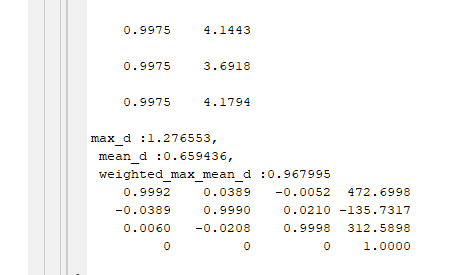 0.9975 4.1443
0.9975 3.6918
0.9975 4.1794
max_d :1.276553,
mean_d :0.659436,
weighted_max_mean_d :0.967995
0.9992 0.0389 -0.0052 472.6998
-0.0389 0.9990 0.0210 -135.7317
0.0060 -0.0208 0.9998 312.5898
0 0 0 1.0000